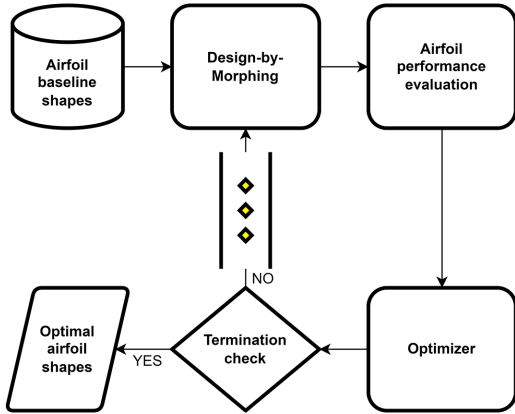 Airfoil
baseline
shapes
Design-by-
Morphing
Airfoil
performance
evaluation
NO
Optimal
airfoil
shapes
YES
Termination
check
Optimizer